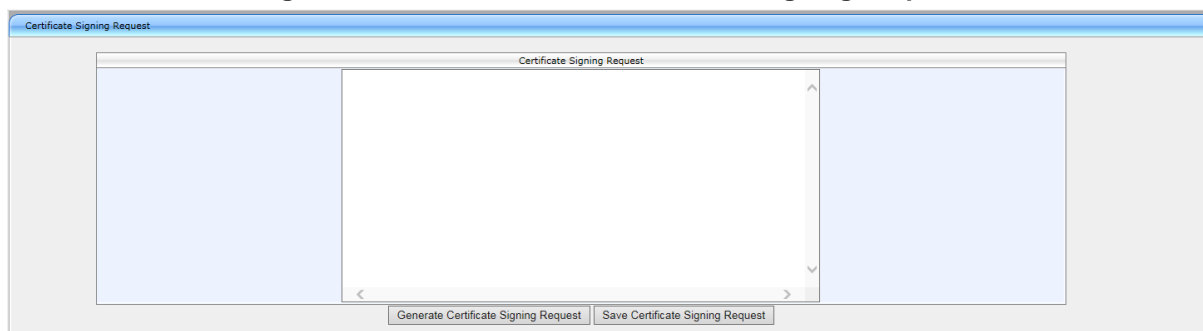 Certificate Signing Request
Certificate Signing Request
Generate Certificate Signing Request Save Certificate Signing Request